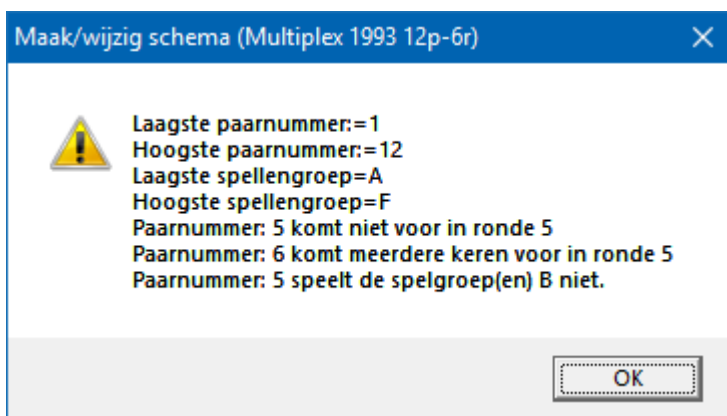 Maak/wijzig schema (Multiplex 1993 12p-6r)
Laagste paarnummer:=1
Hoogste paarnummer:=12
Laagste spellengroep=A
Hoogste spellengroep=F
Paarnummer: 5 komt niet voor in ronde 5
Paarnummer: 6 komt meerdere keren voor in ronde 5
Paarnummer: 5 speelt de spelgroep(en) B niet.
OK